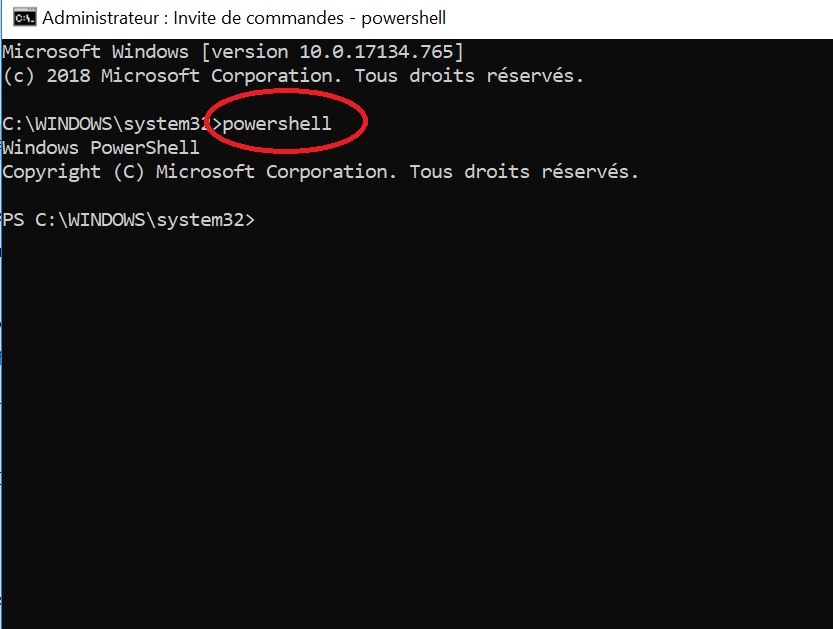 Administrateur : Invite de commandes - powershell
Microsoft Windows [version 10.0.17134.765]
(c) 2018 Microsoft Corporation. Tous droits réservés.
C:\WINDOWS\system32>powershell
Windows PowerShell
Copyright (C) Microsoft Corporation. Tous droits réservés.
PS C:\WINDOWS\system32>